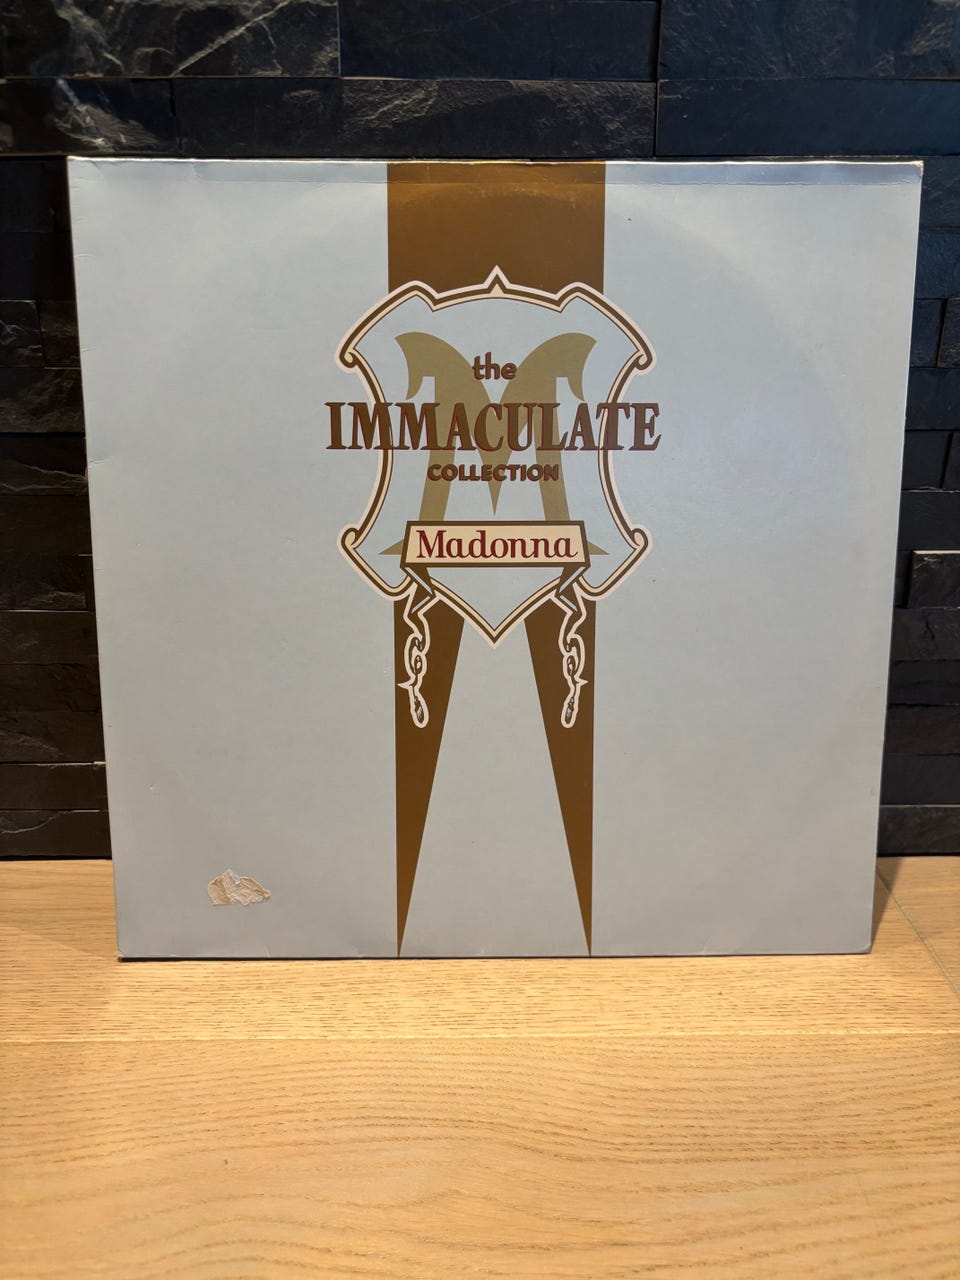 the
IMMACULATE
COLLECTION
Madonna